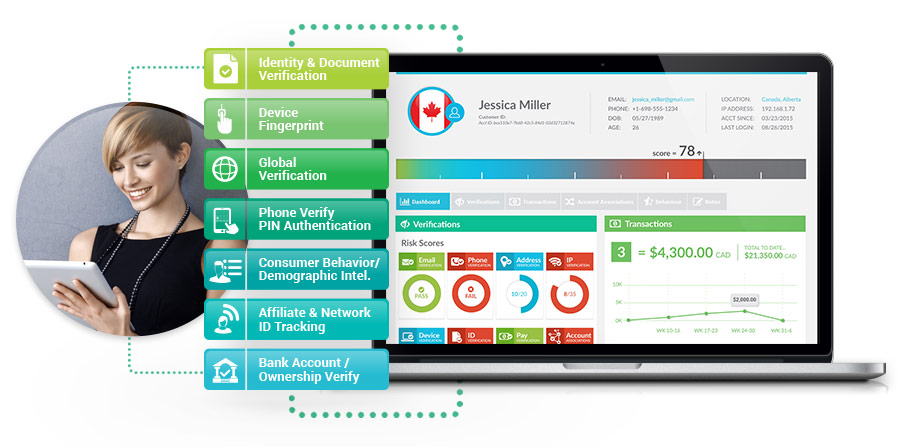 Identity & Document
Verification
Device
Fingerprint
Global
Verification
Phone Verify
PIN Authentication
Consumer Behavior/
Demographic Intel.
Affiliate & Network
ID Tracking
Bank Account /
Ownership Verify
Jessica Miller
Customer ID:
EMAIL: jessica_miller@gmail.com
PHONE: +1-698-555-1234
DOB: 05/27/1989
AGE: 26
LOCATION: Canada, Alberta
IP ADDRESS: 192.168.1.72
ACCT SINCE: 03/23/2015
LAST LOGIN: 08/26/2015
score = 78
Dashboard
Verifications
Transactions
Account Associations
Behaviour
Notes
Verifications
Risk Scores
Email
VERIFICATION
Phone
VERIFICATION
Address
VERIFICATION
IP
VERIFICATION
PASS
FAIL
10/20
8/35
Device
VERIFICATION
ID
VERIFICATION
Pay
VERIFICATION
Account
ASSOCIATIONS
Transactions
3 = $4,300.00 CAD
TOTAL TO DATE..
$21,350.00 CAD
10K
5K
0K
$2,000.00
WK 10-16
WK 17-23
WK 24-30
WK 31-6